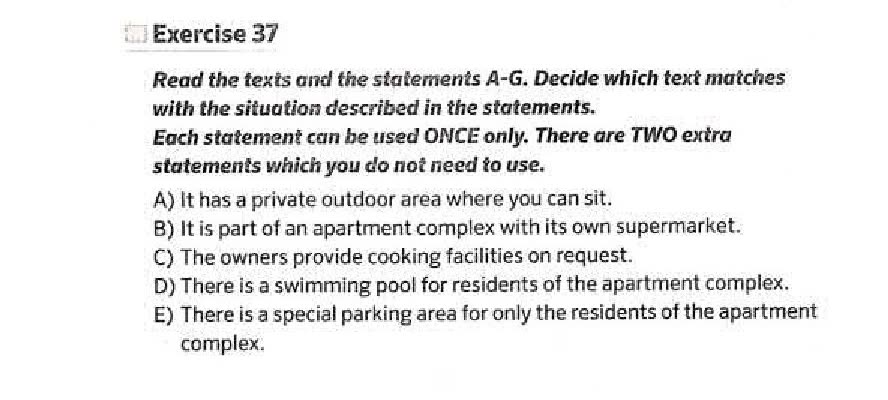 Exercise 37
Read the texts and the statements A-G. Decide which text matches
with the situation described in the statements.
Each statement can be used ONCE only. There are TWO extra
statements which you do not need to use.
A) It has a private outdoor area where you can sit.
B) It is part of an apartment complex with its own supermarket.
C) The owners provide cooking facilities on request.
D) There is a swimming pool for residents of the apartment complex.
E) There is a special parking area for only the residents of the apartment
complex.